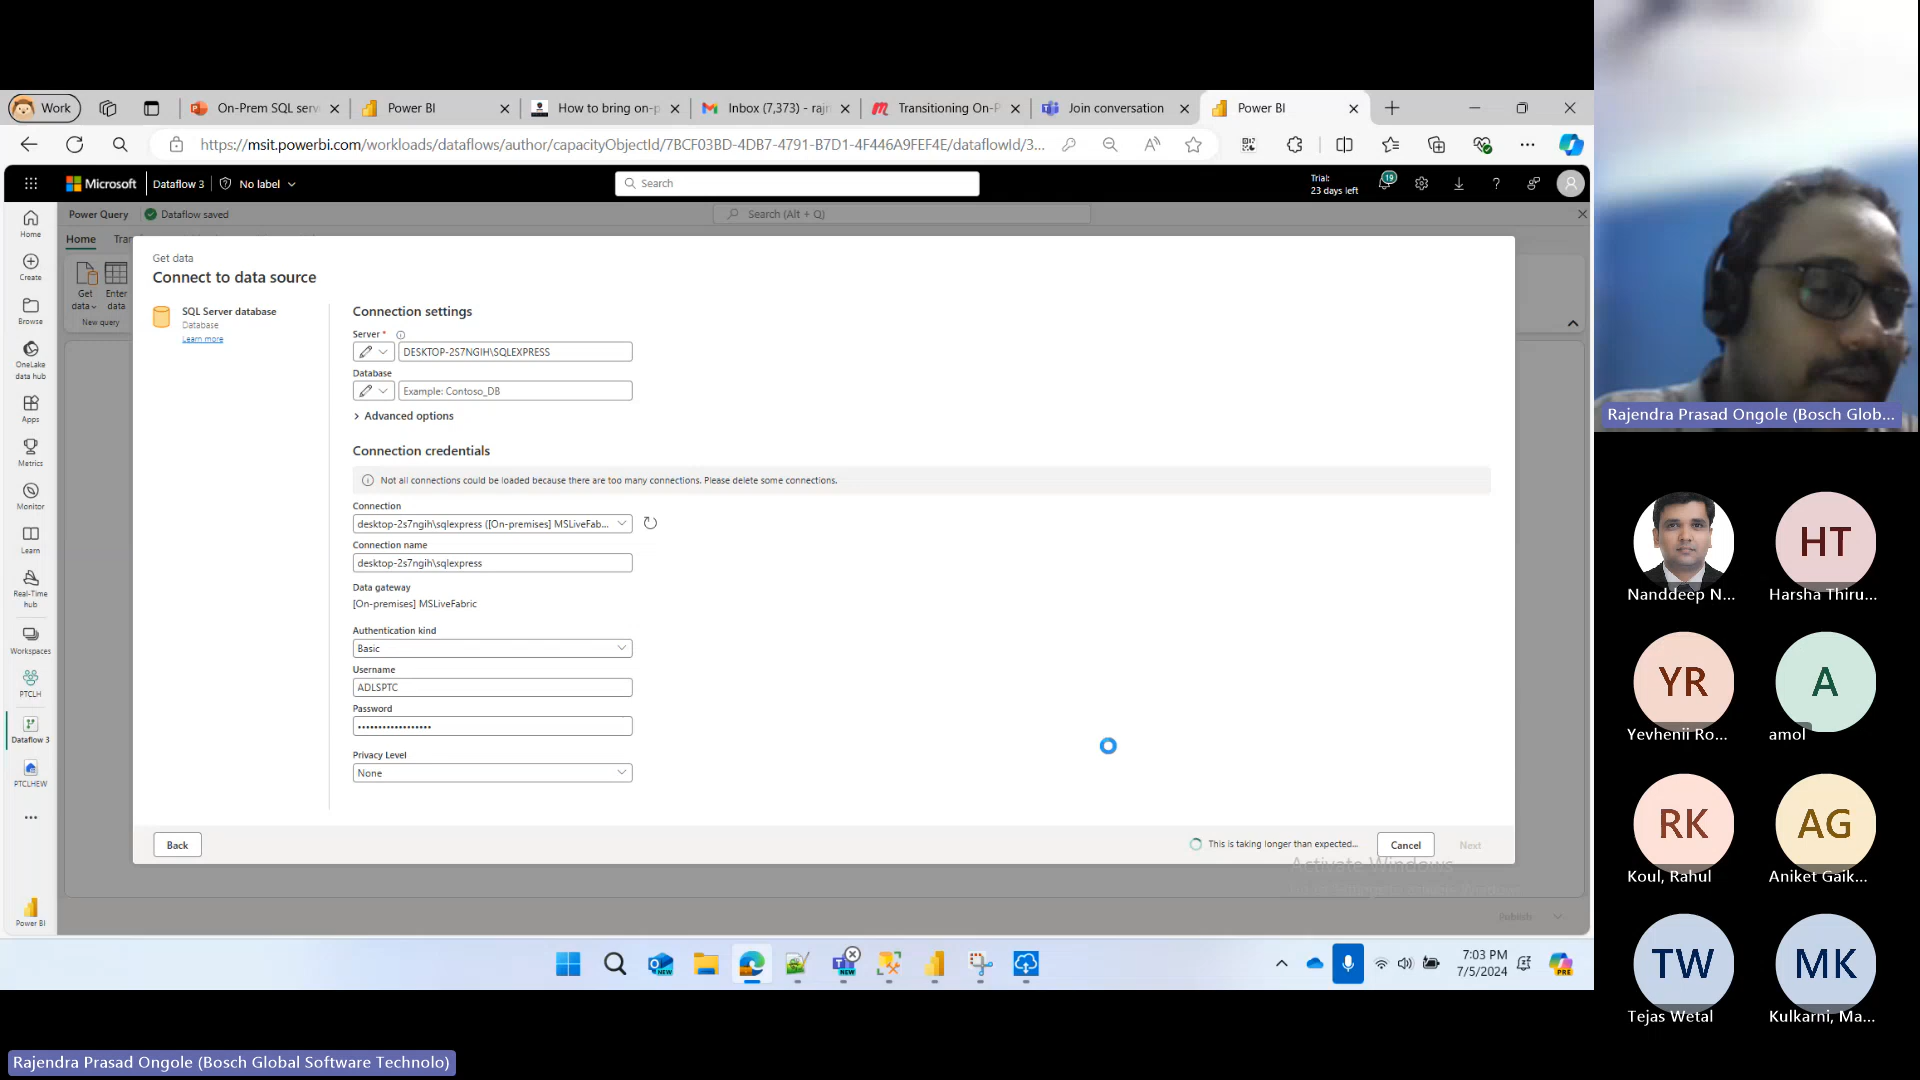 Work
On-Prem SQL serv
Power BI
How to bring on-p
Inbox (7,373) - rajn
Transitioning On-P
Join conversation
Power BI
https://msit.powerbi.com/workloads/dataflows/author/capacityObjectId/7BCF03BD-4DB7-4791-B7D1-4F446A9FEF4E/dataflowId/3...
Microsoft
Dataflow 3
No label
Search
Trial:
23 days left
19
Power Query
Dataflow saved
Search (Alt + Q)
Home
Tran
Get data
Enter data
New query
Home
Create
Browse
OneLake data hub
Apps
Metrics
Monitor
Learn
Real-Time hub
Workspaces
PTCLH
Dataflow 3
PTCLHEW
Power BI
Get data
Connect to data source
SQL Server database
Database
Learn more
Connection settings
Server *
DESKTOP-2S7NGIH\SQLEXPRESS
Database
Example: Contoso_DB
Advanced options
Connection credentials
Not all connections could be loaded because there are too many connections. Please delete some connections.
Connection
desktop-2s7ngih\sqlexpress ([On-premises] MSLiveFab...
Connection name
desktop-2s7ngih\sqlexpress
Data gateway
[On-premises] MSLiveFabric
Authentication kind
Basic
Username
ADLSPTC
Password
••••••••••••••••••
Privacy Level
None
Back
This is taking longer than expected...
Cancel
Next
Activate Windows
Publish
NEW
NEW
7:03 PM
7/5/2024
PRE
Rajendra Prasad Ongole (Bosch Glob...
Nanddeep N...
HT
Harsha Thiru...
YR
Yevhenii Ro...
A
amol
RK
Koul, Rahul
AG
Aniket Gaik...
TW
Tejas Wetal
MK
Kulkarni, Ma...
Rajendra Prasad Ongole (Bosch Global Software Technolo)